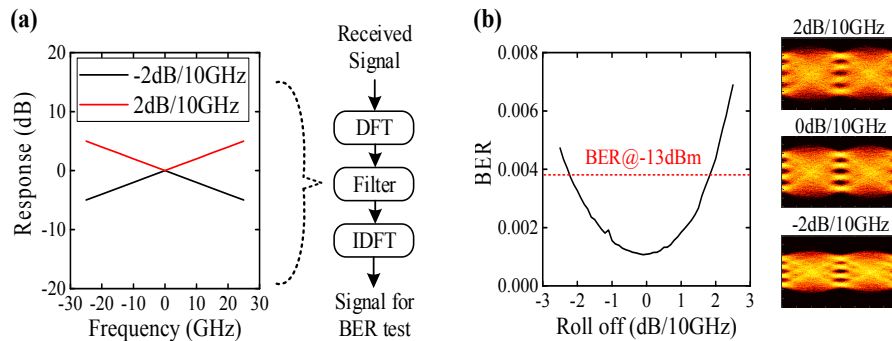 (a)
20
10
0
-10
-20
Response (dB)
-2dB/10GHz
2dB/10GHz
-30 -20 -10 0 10 20 30
Frequency (GHz)
Received
Signal
DFT
Filter
IDFT
Signal for
BER test
(b)
0.008
0.006
0.004
0.002
0.000
BER
BER@-13dBm
-3 -2 -1 0 1 2 3
Roll off (dB/10GHz)
2dB/10GHz
0dB/10GHz
-2dB/10GHz